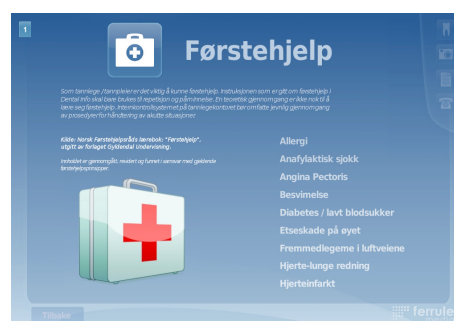 1
Førstehjelp
Som tannlege /tannpleier er det viktig å kunne førstehjelp. Instruksjonen som er gitt om førstehjelp i
Dental Info skal bare brukes til repetisjon og påminnelse. En teoretisk gjennomgang er ikke nok til å
lære seg førstehjelp. Internkontrollsystemet på tannlegekontoret bør omfatte jevnlig gjennomgang
av prosedyrer for håndtering av akutte situasjoner.
Kilde: Norsk Førstehjelpsråds lærebok: "Førstehjelp".
utgitt av forlaget Gyldendal Undervisning.
Innholdet er gjennomgått, revidert og funnet i samsvar med gjeldende
førstehjelpsprinsipper.
Allergi
Anafylaktisk sjokk
Angina Pectoris
Besvimelse
Diabetes / lavt blodsukker
Etseskade på øyet
Fremmedlegeme i luftveiene
Hjerte-lunge redning
Hjerteinfarkt
Tilbake
ferrule